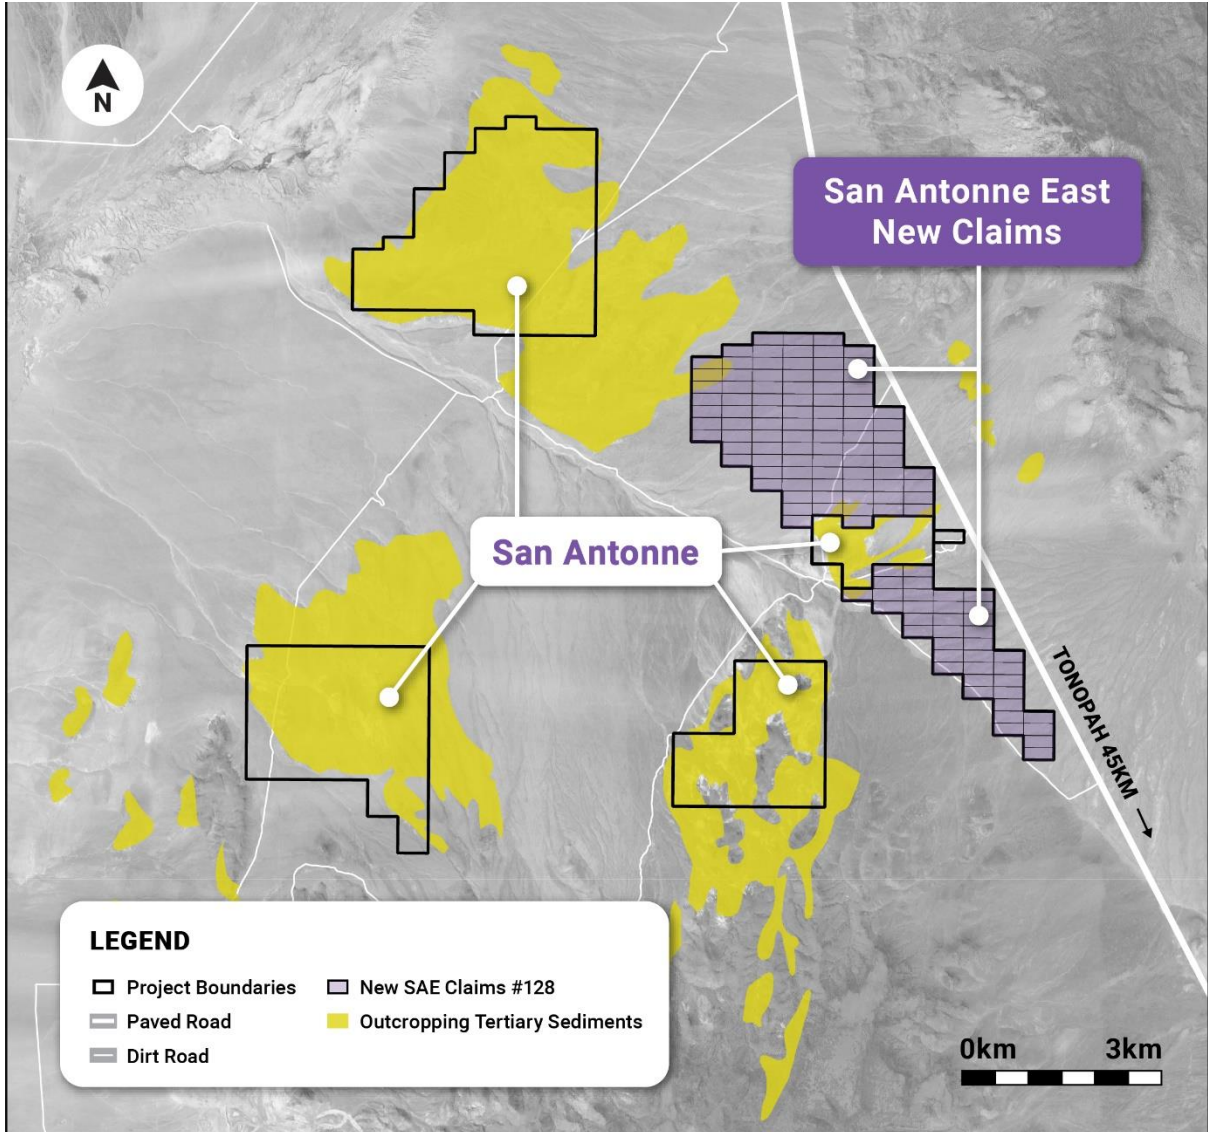 N
San Antonne East
New Claims
San Antonne
TONOPAH 45KM
LEGEND
Project Boundaries
New SAE Claims #128
Paved Road
Outcropping Tertiary Sediments
Dirt Road
0km 3km